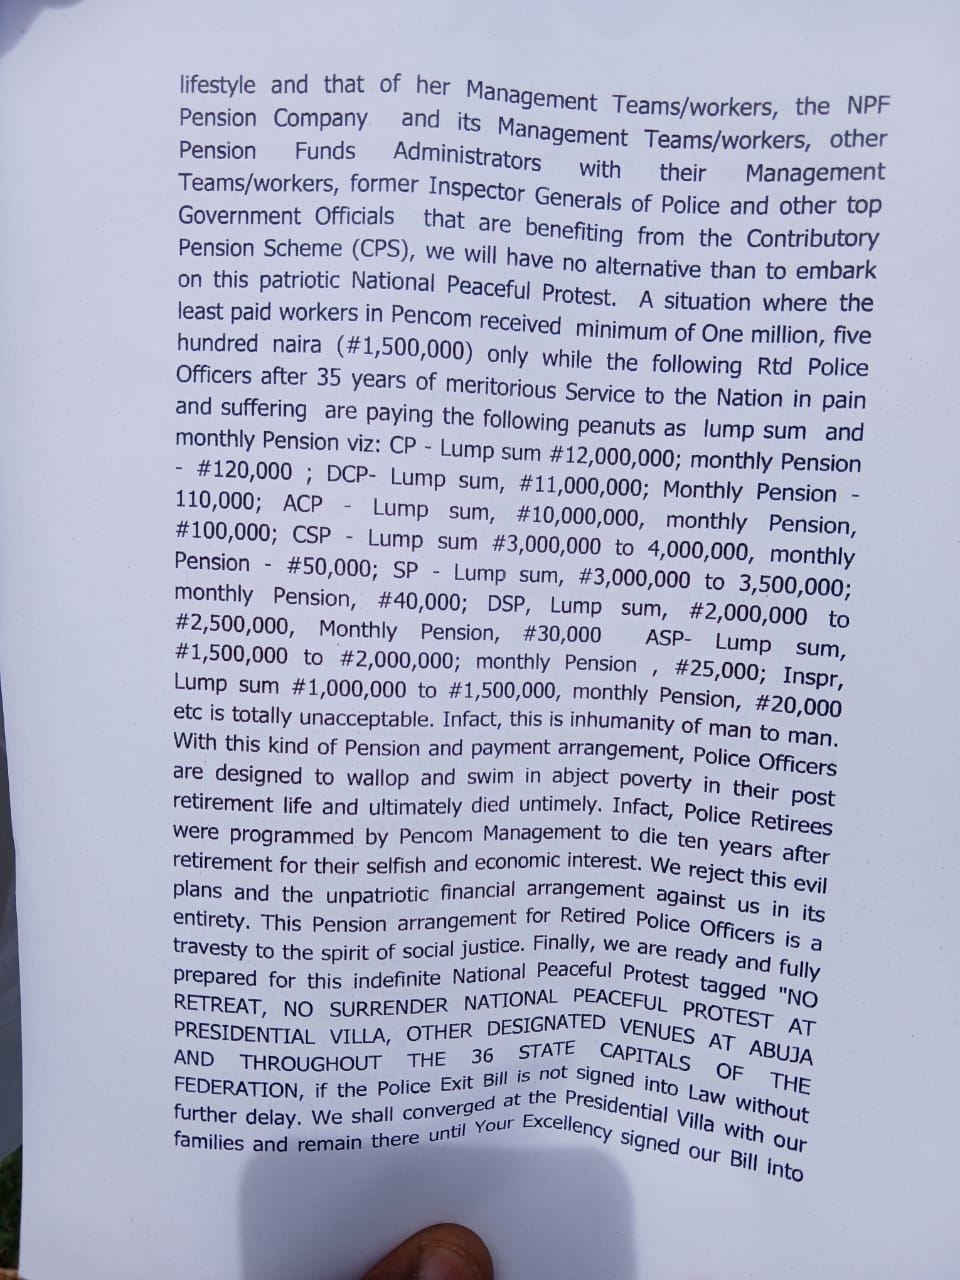 lifestyle and that of her Management Teams/workers, the NPF
Pension Company and its Management Teams/workers, other
Pension Funds Administrators with their Management
Teams/workers, former Inspector Generals of Police and other top
Government Officials that are benefiting from the Contributory
Pension Scheme (CPS), we will have no alternative than to embark
on this patriotic National Peaceful Protest. A situation where the
least paid workers in Pencom received minimum of One million, five
hundred naira (#1,500,000) only while the following Rtd Police
Officers after 35 years of meritorious Service to the Nation in pain
and suffering are paying the following peanuts as lump sum and
monthly Pension viz: CP - Lump sum #12,000,000; monthly Pension
- #120,000 ; DCP- Lump sum, #11,000,000; Monthly Pension -
110,000; ACP - Lump sum, #10,000,000, monthly Pension,
#100,000; CSP - Lump sum #3,000,000 to 4,000,000, monthly
Pension - #50,000; SP - Lump sum, #3,000,000 to 3,500,000;
monthly Pension, #40,000; DSP, Lump sum, #2,000,000 to
#2,500,000, Monthly Pension, #30,000 ASP- Lump sum,
#1,500,000 to #2,000,000; monthly Pension , #25,000; Inspr,
Lump sum #1,000,000 to #1,500,000, monthly Pension, #20,000
etc is totally unacceptable. Infact, this is inhumanity of man to man.
With this kind of Pension and payment arrangement, Police Officers
are designed to wallop and swim in abject poverty in their post
retirement life and ultimately died untimely. Infact, Police Retirees
were programmed by Pencom Management to die ten years after
retirement for their selfish and economic interest. We reject this evil
plans and the unpatriotic financial arrangement against us in its
entirety. This Pension arrangement for Retired Police Officers is a
travesty to the spirit of social justice. Finally, we are ready and fully
prepared for this indefinite National Peaceful Protest tagged "NO
RETREAT, NO SURRENDER NATIONAL PEACEFUL PROTEST AT
PRESIDENTIAL VILLA, OTHER DESIGNATED VENUES AT ABUJA
AND THROUGHOUT THE 36 STATE CAPITALS OF THE
FEDERATION, if the Police Exit Bill is not signed into Law without
further delay. We shall converged at the Presidential Villa with our
families and remain there until Your Excellency signed our Bill into